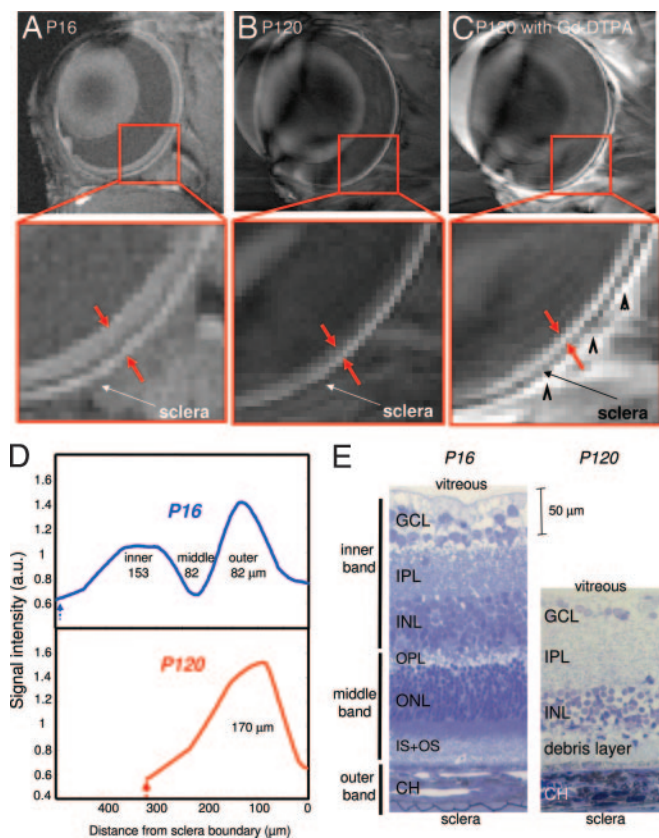 A P16
B P120
C P120 with Gd-DTPA
sclera
sclera
sclera
D
P16
inner
153
middle
82
outer
82 µm
P120
170 µm
Signal intensity (a.u.)
1.6
1.4
1.2
1
0.8
0.6
1.6
1.4
1.2
1
0.8
0.6
0.4
400 300 200 100 0
Distance from sclera boundary (µm)
E
P16 P120
vitreous
50 µm
vitreous
inner
band
middle
band
outer
band
GCL
IPL
INL
OPL
ONL
IS+OS
CH
sclera
GCL
IPL
INL
debris layer
CH
sclera